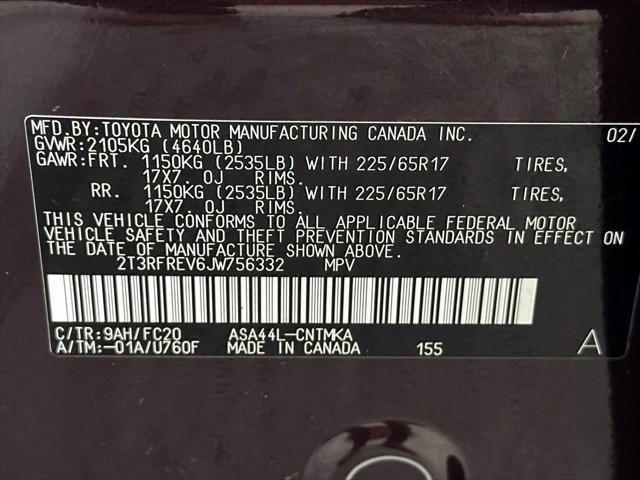 MFD.BY:TOYOTA MOTOR MANUFACTURING CANADA INC. 02/
GVWR:2105KG (4640LB)
GAWR:FRT. 1150KG (2535LB) WITH 225/65R17 TIRES,
17X7.0J RIMS.
RR. 1150KG (2535LB) WITH 225/65R17 TIRES,
17X7.0J RIMS.
THIS VEHICLE CONFORMS TO ALL APPLICABLE FEDERAL MOTOR
VEHICLE SAFETY AND THEFT PREVENTION STANDARDS IN EFFECT ON
THE DATE OF MANUFACTURE SHOWN ABOVE.
2T3RFREV6JW756332 MPV
C/TR:9AH/FC20 ASA44L-CNTMKA
A/TM:-01A/U760F MADE IN CANADA 155 A